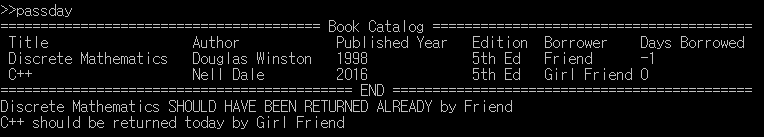 >>passday
======================================== Book Catalog ========================================
Title Author Published Year Edition Borrower Days Borrowed
Discrete Mathematics Douglas Winston 1998 5th Ed Friend -1
C++ Nell Dale 2016 5th Ed Girl Friend 0
============================================ END =============================================
Discrete Mathematics SHOULD HAVE BEEN RETURNED ALREADY by Friend
C++ should be returned today by Girl Friend